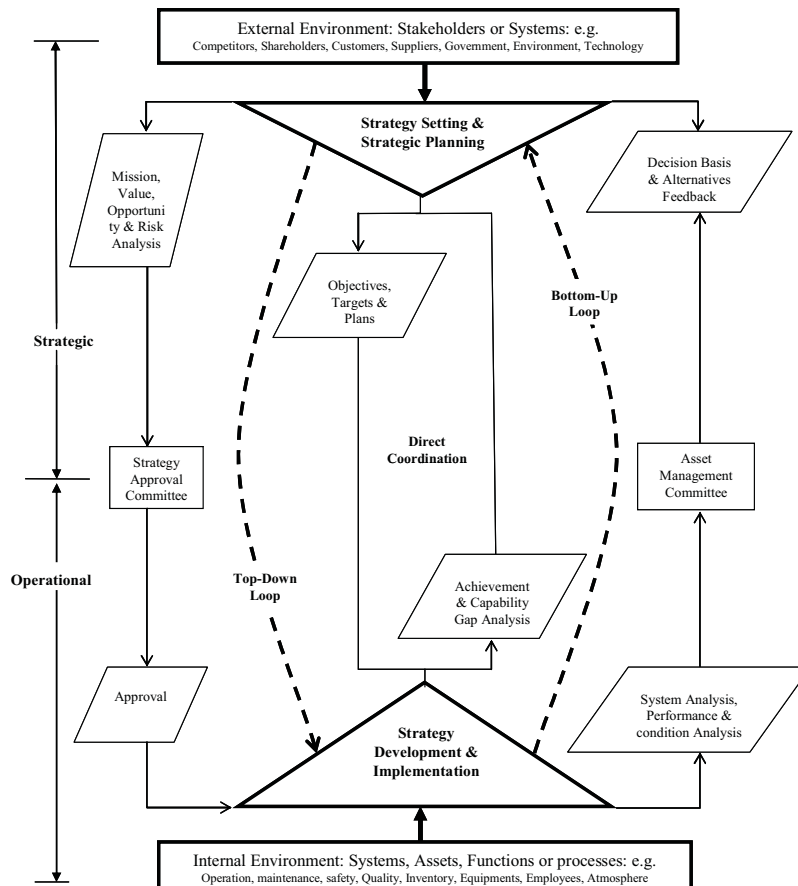 External Environment: Stakeholders or Systems: e.g.
Competitors, Shareholders, Customers, Suppliers, Government, Environment, Technology
Strategy Setting &
Strategic Planning
Mission,
Value,
Opportuni
ty & Risk
Analysis
Decision Basis
& Alternatives
Feedback
Objectives,
Targets &
Plans
Bottom-Up
Loop
Strategic
Direct
Coordination
Strategy
Approval
Committee
Asset
Management
Committee
Operational
Top-Down
Loop
Achievement
& Capability
Gap Analysis
Approval
System Analysis,
Performance &
condition Analysis
Strategy
Development &
Implementation
Internal Environment: Systems, Assets, Functions or processes: e.g.
Operation, maintenance, safety, Quality, Inventory, Equipments, Employees, Atmosphere